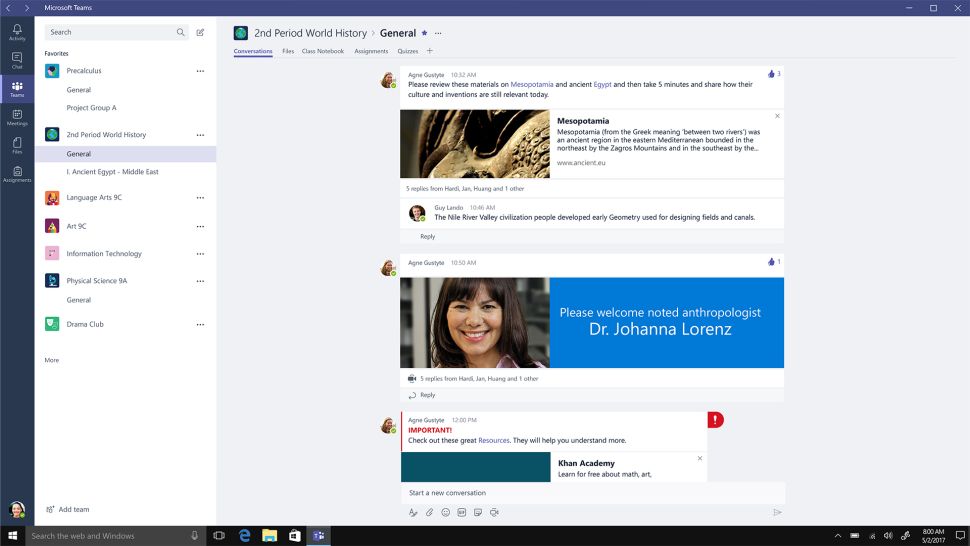 Microsoft Teams
Search
Activity
Chat
Teams
Meetings
Files
Assignments
Favorites
Precalculus
General
Project Group A
2nd Period World History
General
I. Ancient Egypt - Middle East
Language Arts 9C
Art 9C
Information Technology
Physical Science 9A
General
Drama Club
More
Add team
2nd Period World History > General
Conversations Files Class Notebook Assignments Quizzes +
Agne Gustyte 10:32 AM
3
Please review these materials on Mesopotamia and ancient Egypt and then take 5 minutes and share how their
culture and inventions are still relevant today.
Mesopotamia
Mesopotamia (from the Greek meaning 'between two rivers') was
an ancient region in the eastern Mediterranean bounded in the
northeast by the Zagros Mountains and in the southeast by the...
www.ancient.eu
5 replies from Hardi, Jan, Huang and 1 other
Guy Lando 10:46 AM
The Nile River Valley civilization people developed early Geometry used for designing fields and canals.
Reply
Agne Gustyte 10:50 AM
1
Please welcome noted anthropologist
Dr. Johanna Lorenz
5 replies from Hardi, Jan, Huang and 1 other
Reply
Agne Gustyte 12:00 PM
!
IMPORTANT!
Check out these great Resources. They will help you understand more.
Khan Academy
Learn for free about math, art,
Start a new conversation
GIF
Search the web and Windows
8:00 AM
5/2/2017